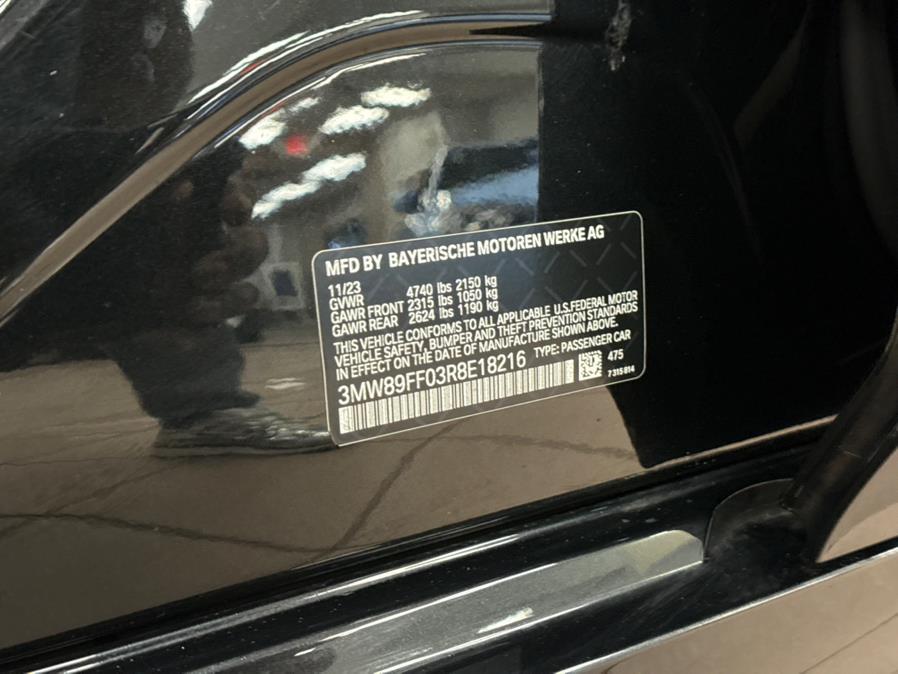 MFD BY BAYERISCHE MOTOREN WERKE AG
11/23
GVWR 4740 lbs 2150 kg
GAWR FRONT 2315 lbs 1050 kg
GAWR REAR 2624 lbs 1190 kg
THIS VEHICLE CONFORMS TO ALL APPLICABLE U.S.FEDERAL MOTOR
VEHICLE SAFETY, BUMPER AND THEFT PREVENTION STANDARDS
IN EFFECT ON THE DATE OF MANUFACTURE SHOWN ABOVE.
3MW89FF03R8E18216 TYPE: PASSENGER CAR
475
7315814